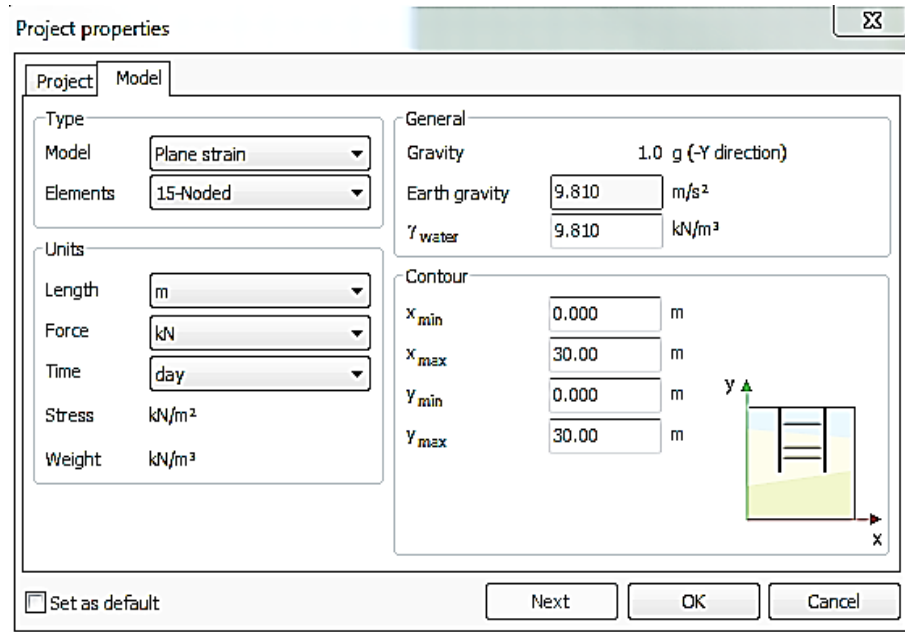 Project properties
Project
Model
Type
Model
Plane strain
Elements
15-Noded
Units
Length
m
Force
kN
Time
day
Stress
kN/m²
Weight
kN/m³
General
Gravity
1.0 g (-Y direction)
Earth gravity
9.810
m/s²
γ water
9.810
kN/m³
Contour
x min
0.000
m
x max
30.00
m
y min
0.000
m
y max
30.00
m
y
x
Set as default
Next
OK
Cancel